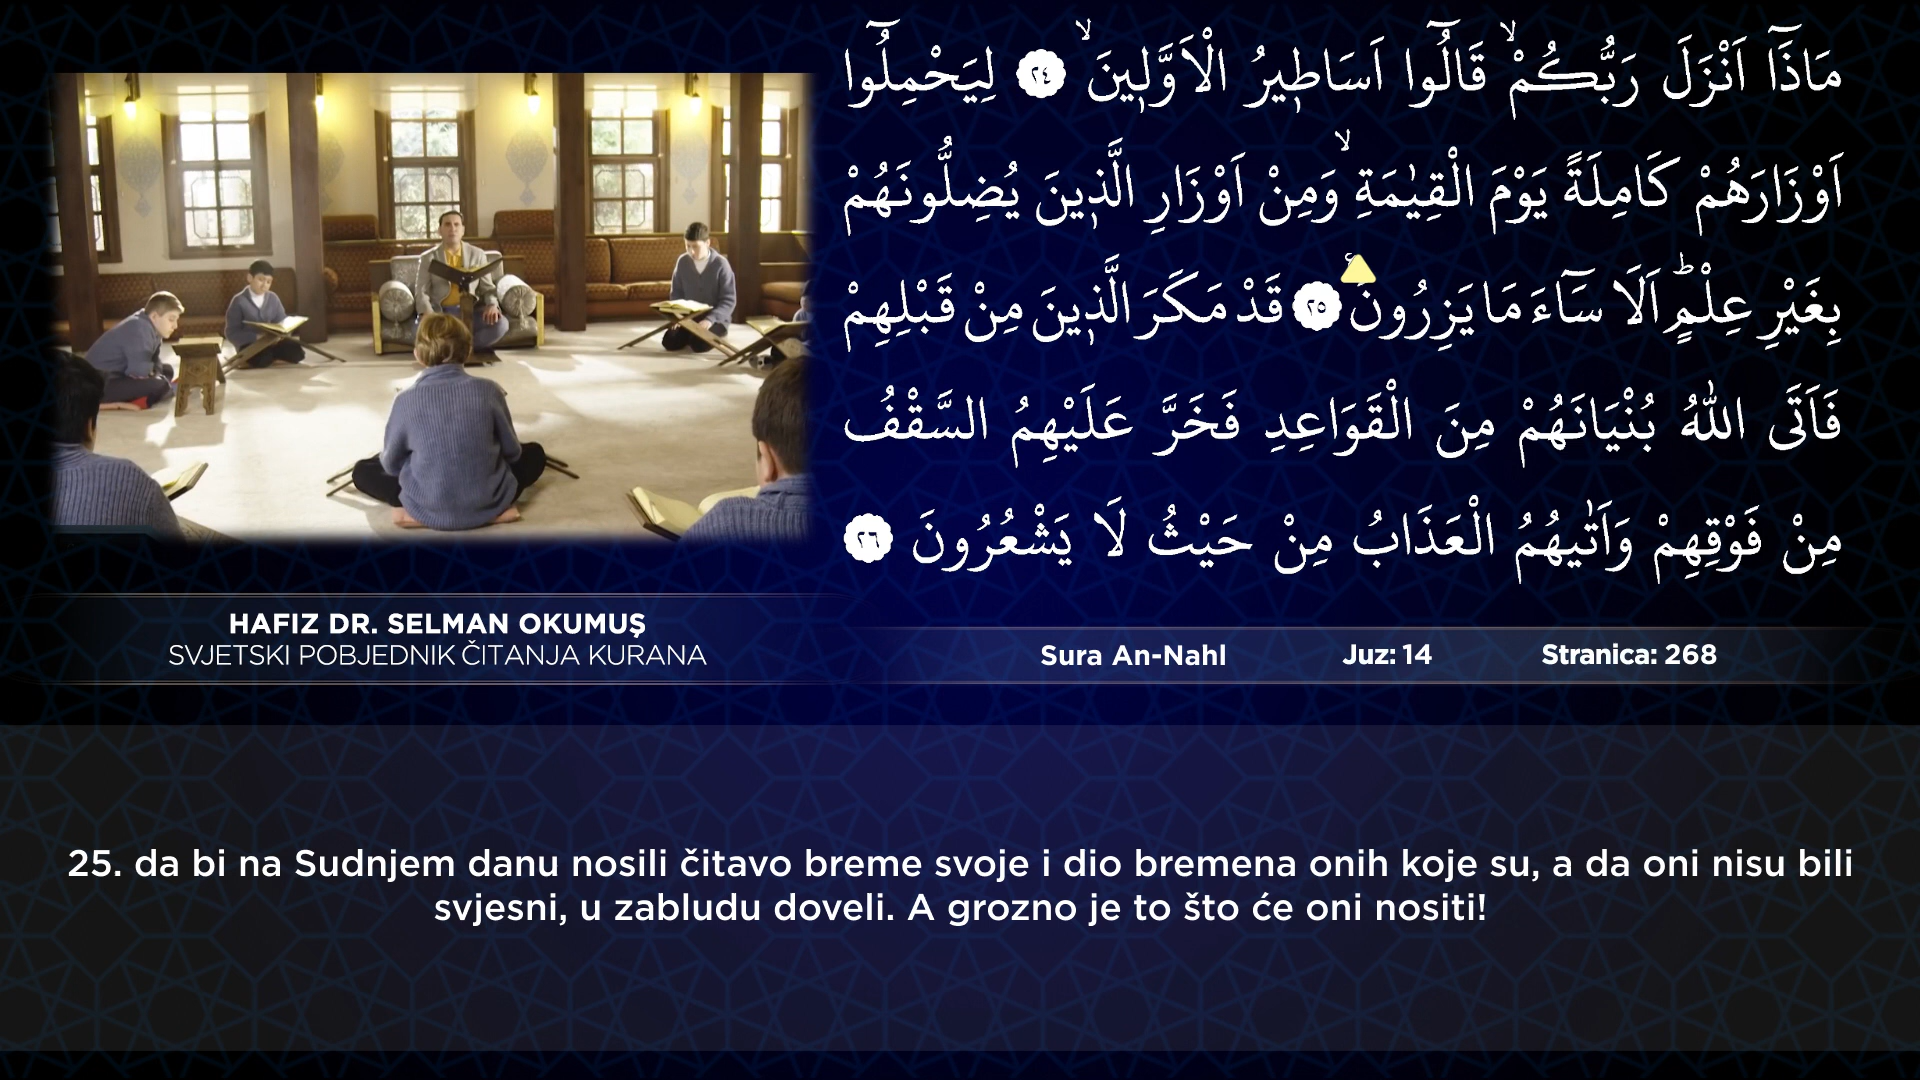 مَاذَٓا اَنْزَلَ رَبُّكُمْۙ قَالُٓوا اَسَاطٖيرُ الْاَوَّلٖينَۙ ٢٤ لِيَحْمِلُٓوا
اَوْزَارَهُمْ كَامِلَةً يَوْمَ الْقِيٰمَةِۙ وَمِنْ اَوْزَارِ الَّذٖينَ يُضِلُّونَهُمْ
بِغَيْرِ عِلْمٍؕ اَلَا سَٓاءَ مَا يَزِرُونَ ٢٥ قَدْ مَكَرَ الَّذٖينَ مِنْ قَبْلِهِمْ
فَاَتَى اللّٰهُ بُنْيَانَهُمْ مِنَ الْقَوَاعِدِ فَخَرَّ عَلَيْهِمُ السَّقْفُ
مِنْ فَوْقِهِمْ وَاَتٰيهُمُ الْعَذَابُ مِنْ حَيْثُ لَا يَشْعُرُونَ ٢٦
HAFIZ DR. SELMAN OKUMUŞ
SVJETSKI POBJEDNIK ČITANJA KURANA
Sura An-Nahl Juz: 14 Stranica: 268
25. da bi na Sudnjem danu nosili čitavo breme svoje i dio bremena onih koje su, a da oni nisu bili
svjesni, u zabludu doveli. A grozno je to što će oni nositi!